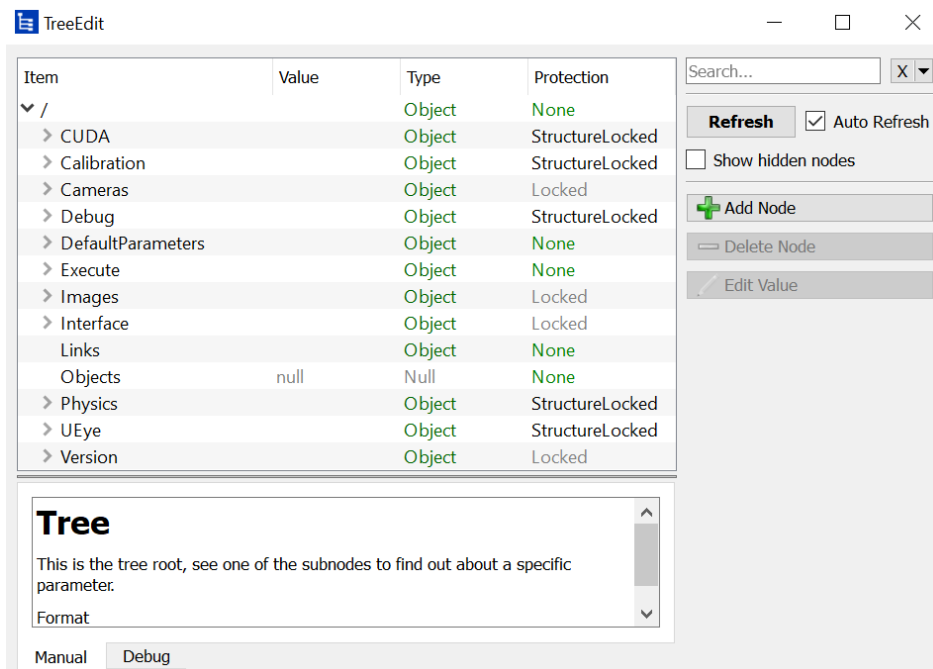 TreeEdit
Item Value Type Protection
/ Object None
CUDA Object StructureLocked
Calibration Object StructureLocked
Cameras Object Locked
Debug Object StructureLocked
DefaultParameters Object None
Execute Object None
Images Object Locked
Interface Object Locked
Links Object None
Objects null Null None
Physics Object StructureLocked
UEye Object StructureLocked
Version Object Locked
Search...
X
Refresh Auto Refresh
Show hidden nodes
Add Node
Delete Node
Edit Value
Tree
This is the tree root, see one of the subnodes to find out about a specific
parameter.
Format
Manual Debug